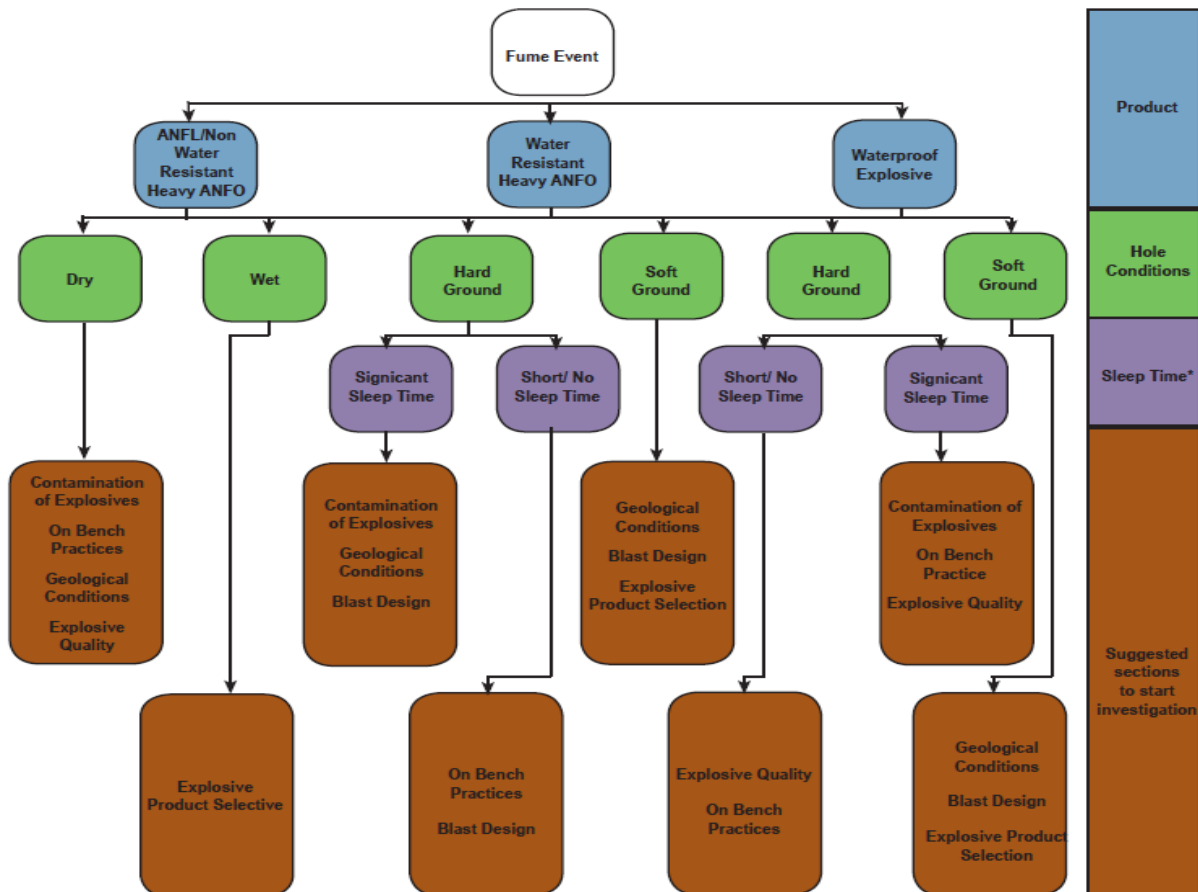 Fume Event
Product
ANFL/Non
Water
Resistant
Heavy ANFO
Water
Resistant
Heavy ANFO
Waterproof
Explosive
Dry
Wet
Hard
Ground
Soft
Ground
Hard
Ground
Soft
Ground
Hole
Conditions
Signicant
Sleep Time
Short/ No
Sleep Time
Short/ No
Sleep Time
Signicant
Sleep Time
Sleep Time*
Contamination
of Explosives
On Bench
Practices
Geological
Conditions
Explosive
Quality
Contamination
of Explosives
Geological
Conditions
Blast Design
Geological
Conditions
Blast Design
Explosive
Product Selection
Contamination of
Explosives
On Bench
Practice
Explosive Quality
Suggested
sections
to start
investigation
Explosive
Product Selective
On Bench
Practices
Blast Design
Explosive Quality
On Bench
Practices
Geological
Conditions
Blast Design
Explosive Product
Selection